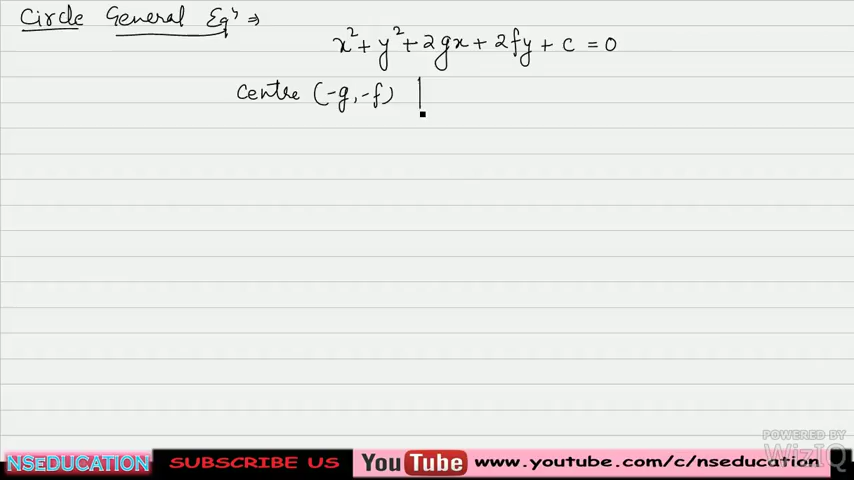 Circle General Eqⁿ ⇒
x² + y² + 2gx + 2fy + c = 0
Centre (-g, -f) |
POWERED BY
WizIQ
NSEDUCATION SUBSCRIBE US YouTube www.youtube.com/c/nseducation